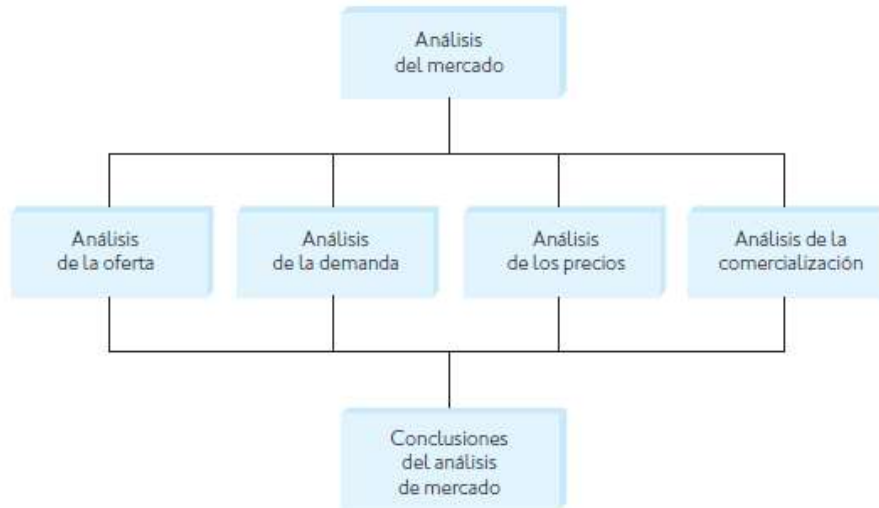 Análisis
del mercado
Análisis
de la oferta
Análisis
de la demanda
Análisis
de los precios
Análisis de la
comercialización
Conclusiones
del análisis
de mercado